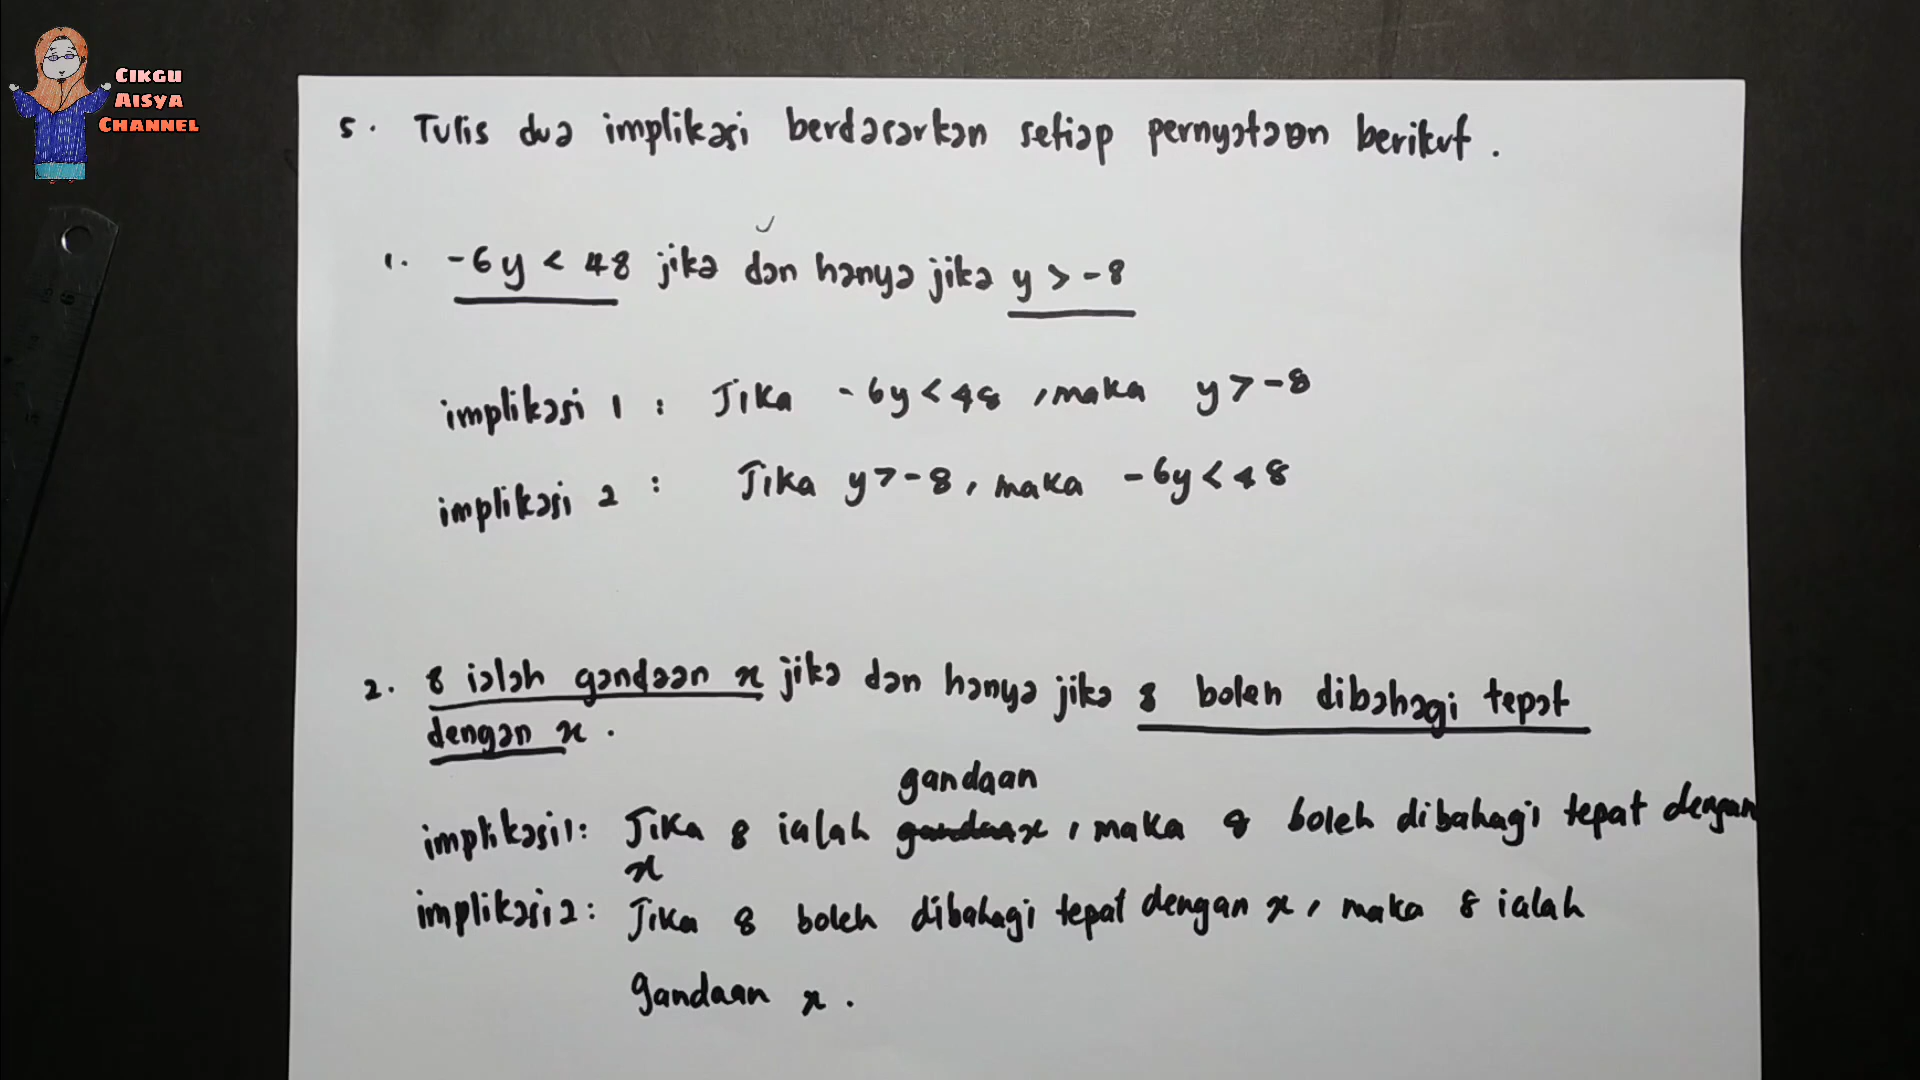 CIKGU
AISYA
CHANNEL
5. Tulis dua implikasi berdasarkan setiap pernyataan berikut.
1. -6y < 48 jika dan hanya jika y > -8
implikasi 1 : Jika -6y < 48, maka y > -8
implikasi 2 : Jika y > -8, maka -6y < 48
2. 8 ialah gandaan x jika dan hanya jika 8 boleh dibahagi tepat
dengan x.
gandaan
implikasi 1: Jika 8 ialah gandaan x, maka 8 boleh dibahagi tepat dengan
x
implikasi 2: Jika 8 boleh dibahagi tepat dengan x, maka 8 ialah
gandaan x.